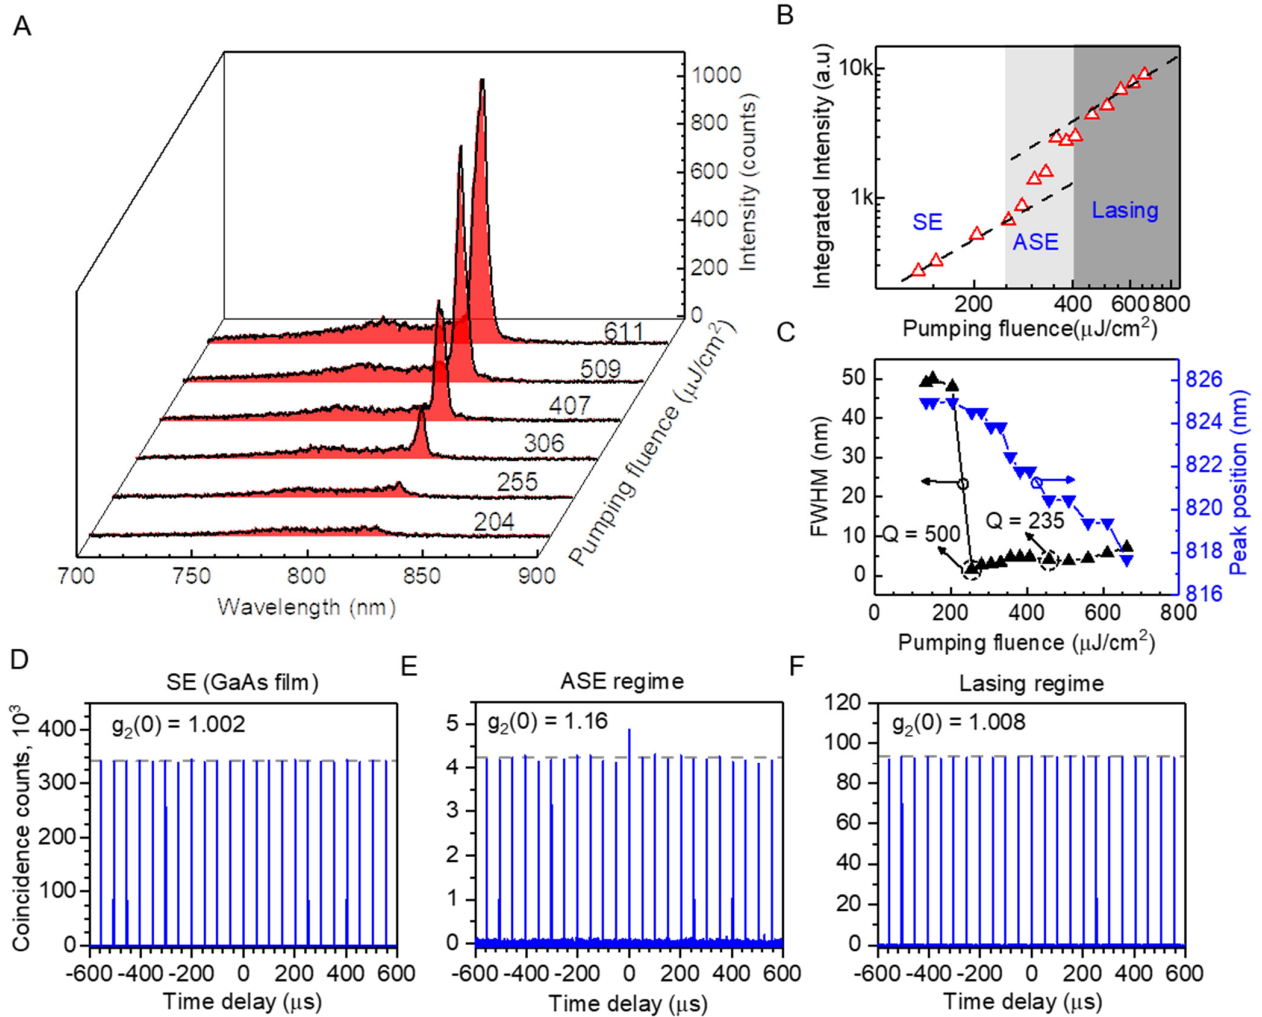 A
1000
800
600
400
200
0
Intensity (counts)
611
509
407
306
255
204
Pumping fluence (μJ/cm²)
700 750 800 850 900
Wavelength (nm)
B
10k
1k
Integrated Intensity (a.u)
SE
ASE
Lasing
200 400 600 800
Pumping fluence(μJ/cm²)
C
50
40
30
20
10
0
FWHM (nm)
Q = 500
Q = 235
826
824
822
820
818
816
Peak position (nm)
0 200 400 600 800
Pumping fluence (μJ/cm²)
D
SE (GaAs film)
g₂(0) = 1.002
400
300
200
100
0
Coincidence counts, 10³
-600 -400 -200 0 200 400 600
Time delay (μs)
E
ASE regime
g₂(0) = 1.16
5
4
3
2
1
0
-600 -400 -200 0 200 400 600
Time delay (μs)
F
Lasing regime
g₂(0) = 1.008
120
100
80
60
40
20
0
-600 -400 -200 0 200 400 600
Time delay (μs)